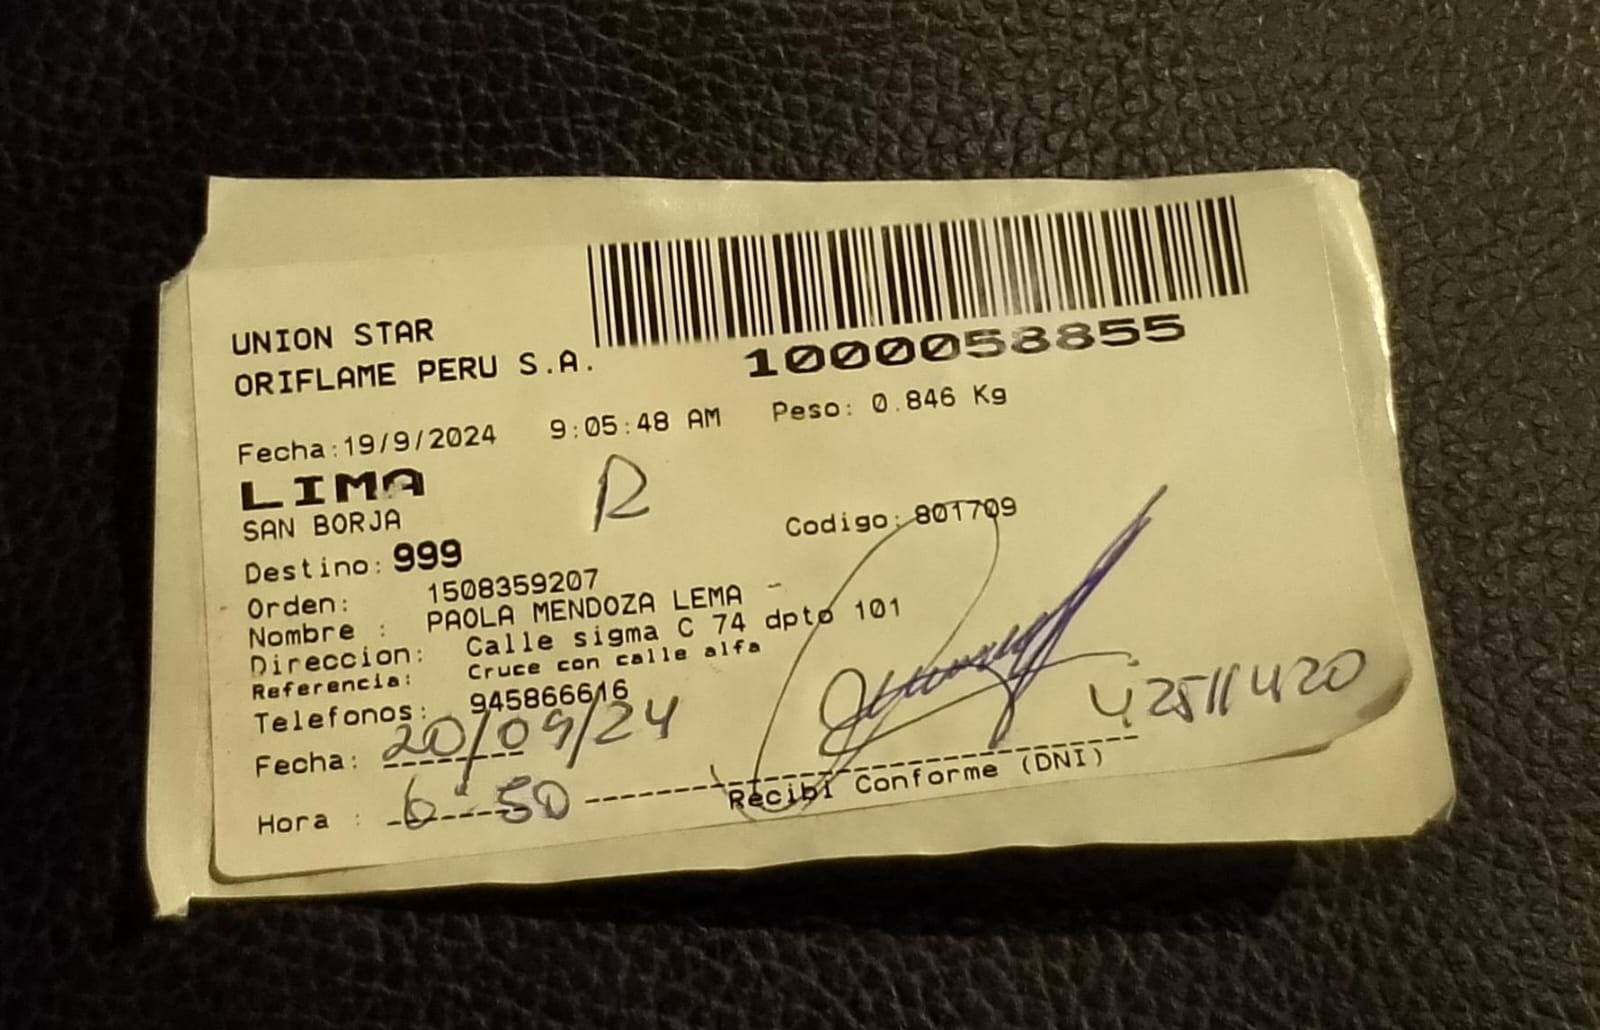 UNION STAR
ORIFLAME PERU S.A.
1000058855
Fecha:19/9/2024 9:05:48 AM Peso: 0.846 Kg
LIMA
R
SAN BORJA
Codigo: 801709
Destino: 999
Orden: 1508359207
Nombre : PAOLA MENDOZA LEMA -
Direccion: Calle sigma C 74 dpto 101
Referencia: Cruce con calle alfa
Telefonos: 945866616
Fecha: 20/09/24
42511420
Hora : 6:50
Recibi Conforme (DNI)